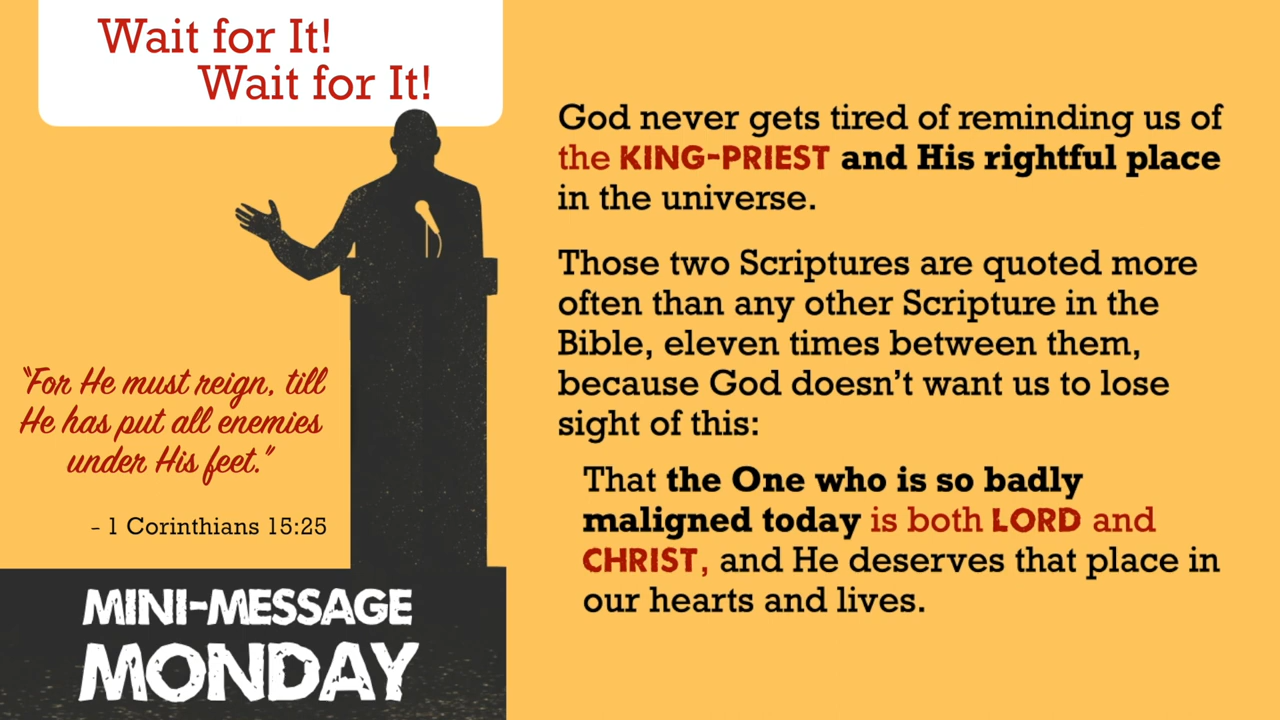 Wait for It!
Wait for It!
"For He must reign, till
He has put all enemies
under His feet."
- 1 Corinthians 15:25
MINI-MESSAGE
MONDAY
God never gets tired of reminding us of
the KING-PRIEST and His rightful place
in the universe.
Those two Scriptures are quoted more
often than any other Scripture in the
Bible, eleven times between them,
because God doesn't want us to lose
sight of this:
That the One who is so badly
maligned today is both LORD and
CHRIST, and He deserves that place in
our hearts and lives.